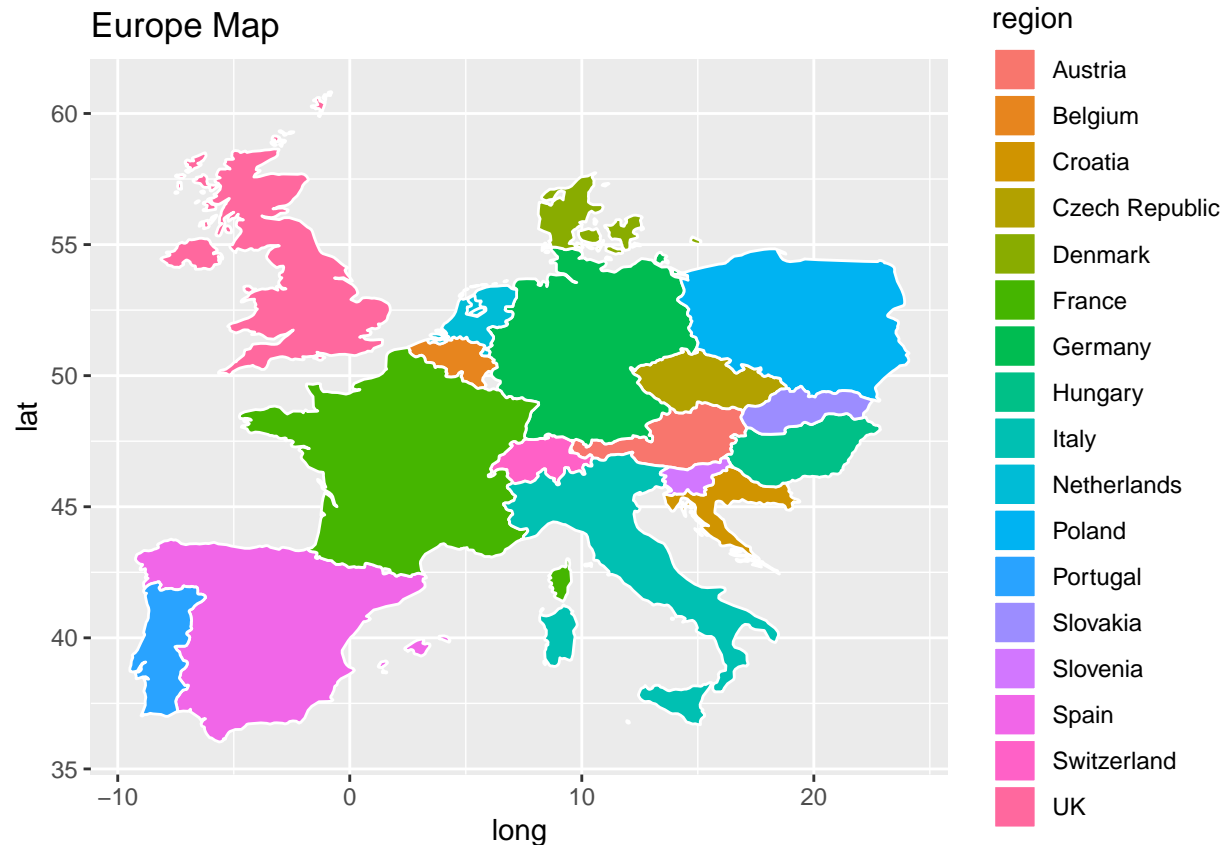 Europe Map
region
Austria
Belgium
Croatia
Czech Republic
Denmark
France
Germany
Hungary
Italy
Netherlands
Poland
Portugal
Slovakia
Slovenia
Spain
Switzerland
UK
60
55
50
45
40
35
lat
−10
0
10
20
long